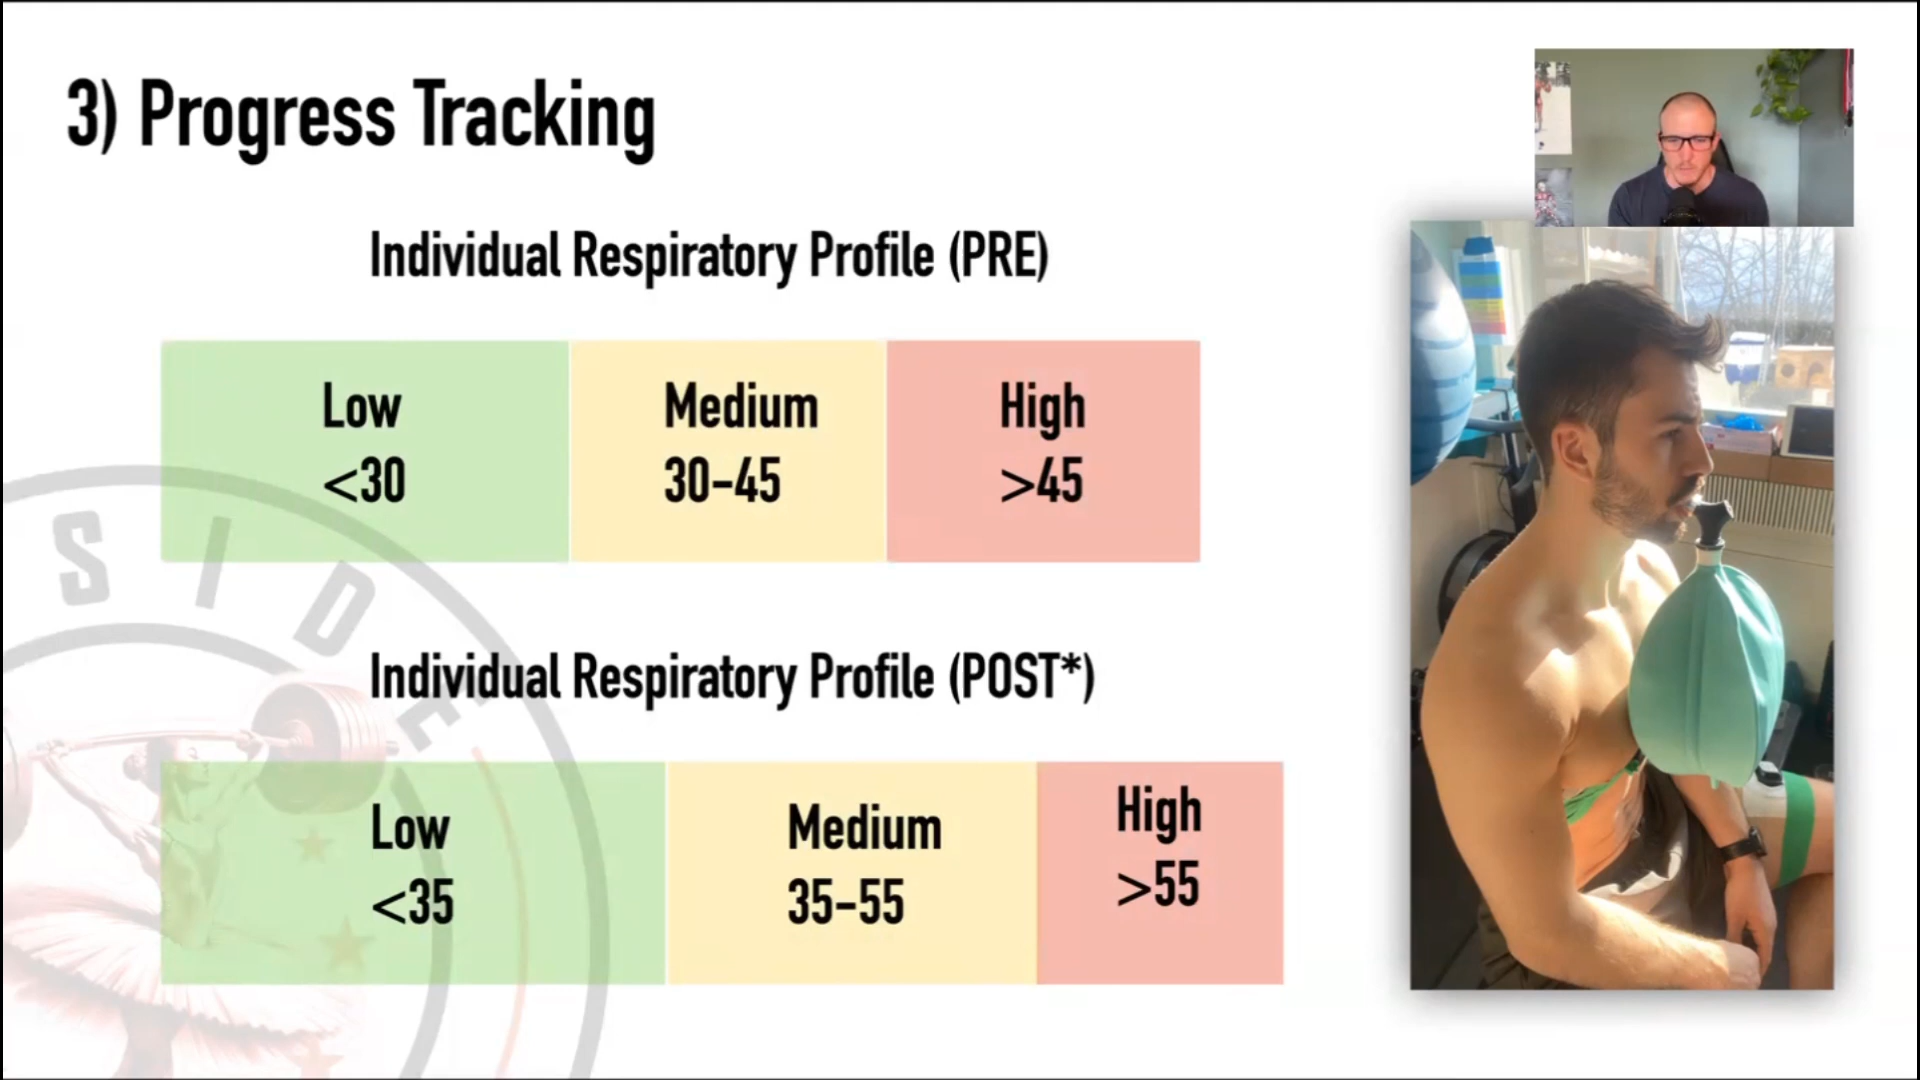 3) Progress Tracking
Individual Respiratory Profile (PRE)
Low
<30
Medium
30-45
High
>45
Individual Respiratory Profile (POST*)
Low
<35
Medium
35-55
High
>55
SIDE